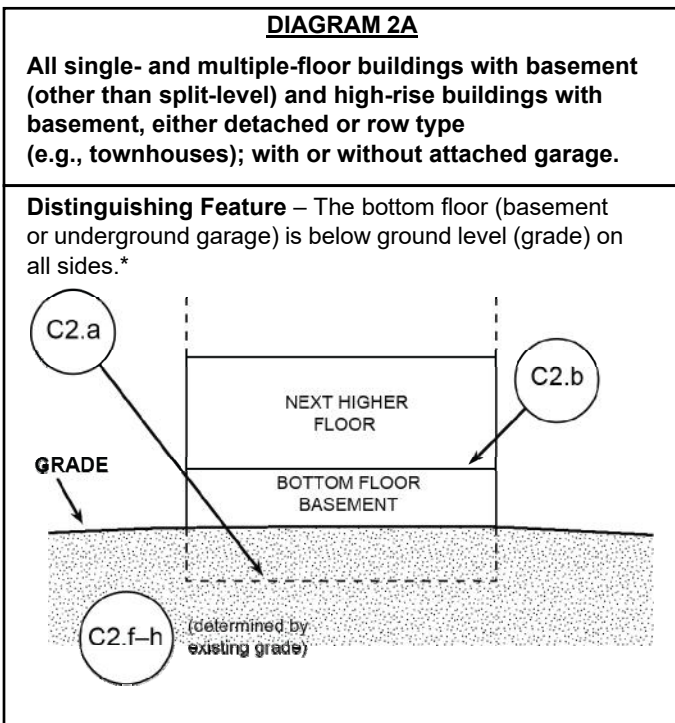 DIAGRAM 2A
All single- and multiple-floor buildings with basement
(other than split-level) and high-rise buildings with
basement, either detached or row type
(e.g., townhouses); with or without attached garage.
Distinguishing Feature – The bottom floor (basement
or underground garage) is below ground level (grade) on
all sides.*
C2.a
C2.b
NEXT HIGHER
FLOOR
GRADE
BOTTOM FLOOR
BASEMENT
C2.f–h
(determined by
existing grade)